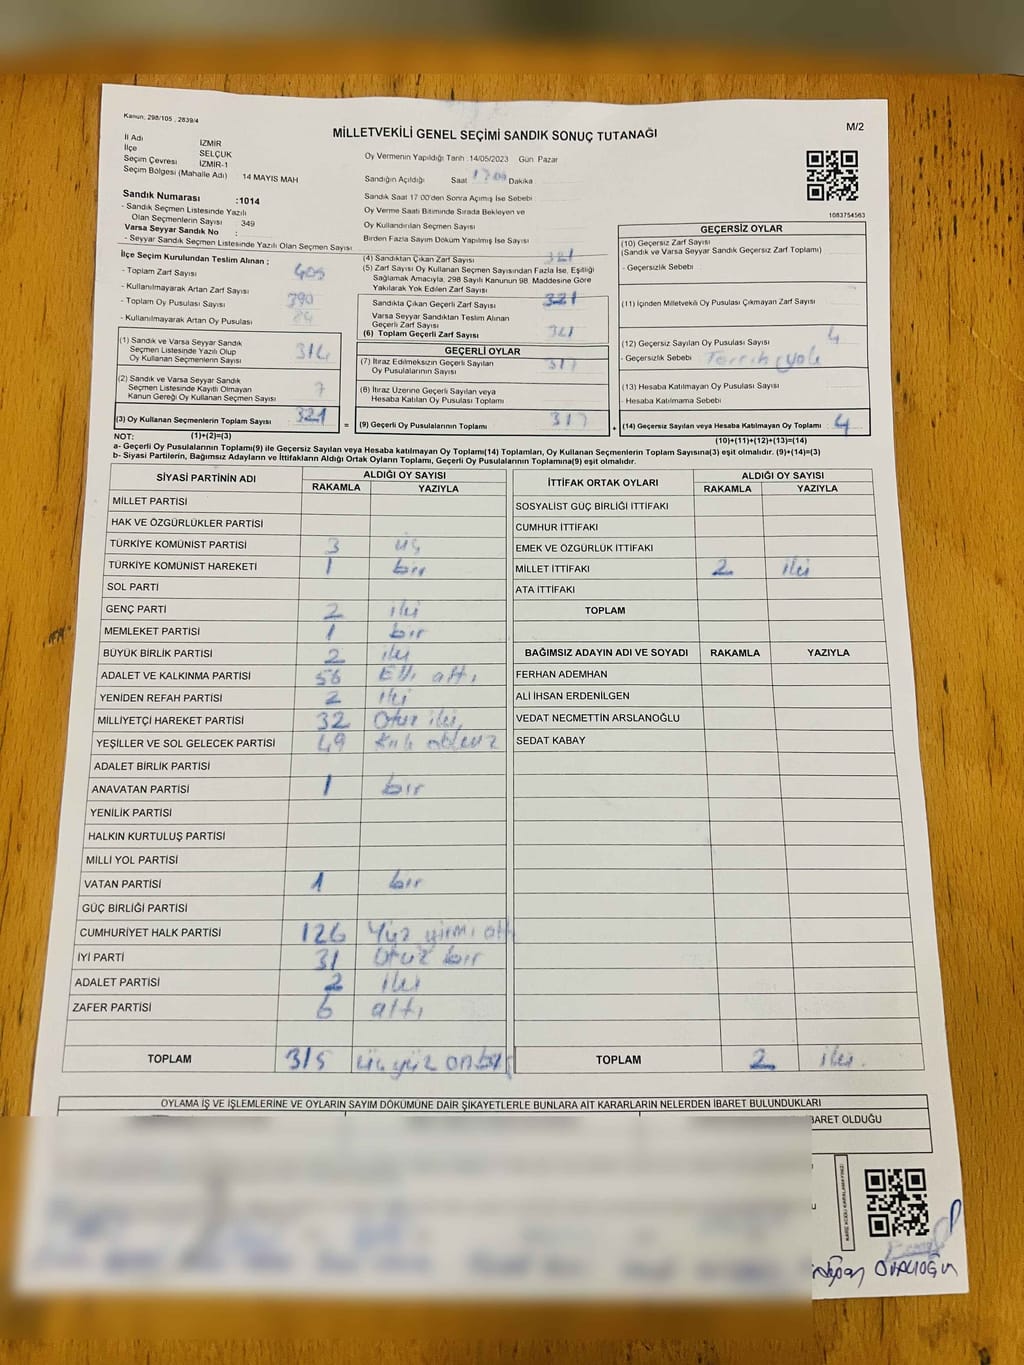 Kanun: 298/105 , 2839/4
MİLLETVEKİLİ GENEL SEÇİMİ SANDIK SONUÇ TUTANAĞI
M/2
İl Adı İZMİR
İlçe SELÇUK
Seçim Çevresi İZMİR-1
Seçim Bölgesi (Mahalle Adı) 14 MAYIS MAH
Oy Vermenin Yapıldığı Tarih :14/05/2023 Gün: Pazar
Sandığın Açıldığı Saat Dakika
Sandık Saat 17:00'den Sonra Açılmış İse Sebebi
Oy Verme Saati Bitiminde Sırada Bekleyen ve
Oy Kullandırılan Seçmen Sayısı
Birden Fazla Sayım Döküm Yapılmış İse Sayısı
1083754563
Sandık Numarası :1014
- Sandık Seçmen Listesinde Yazılı
Olan Seçmenlerin Sayısı : 349
Varsa Seyyar Sandık No :
- Seyyar Sandık Seçmen Listesinde Yazılı Olan Seçmen Sayısı
İlçe Seçim Kurulundan Teslim Alınan ;
- Toplam Zarf Sayısı 405
- Kullanılmayarak Artan Zarf Sayısı
- Toplam Oy Pusulası Sayısı 390
- Kullanılmayarak Artan Oy Pusulası
(1) Sandık ve Varsa Seyyar Sandık
Seçmen Listesinde Yazılı Olup
Oy Kullanan Seçmenlerin Sayısı 314
(2) Sandık ve Varsa Seyyar Sandık
Seçmen Listesinde Kayıtlı Olmayan
Kanun Gereği Oy Kullanan Seçmen Sayısı 7
(3) Oy Kullanan Seçmenlerin Toplam Sayısı 321
(4) Sandıktan Çıkan Zarf Sayısı 321
(5) Zarf Sayısı Oy Kullanan Seçmen Sayısından Fazla İse, Eşitliği
Sağlamak Amacıyla, 298 Sayılı Kanunun 98. Maddesine Göre
Yakılarak Yok Edilen Zarf Sayısı
Sandıkta Çıkan Geçerli Zarf Sayısı 321
Varsa Seyyar Sandıktan Teslim Alınan
Geçerli Zarf Sayısı
(6) Toplam Geçerli Zarf Sayısı 321
GEÇERLİ OYLAR
(7) İtiraz Edilmeksizin Geçerli Sayılan
Oy Pusulalarının Sayısı 317
(8) İtiraz Üzerine Geçerli Sayılan veya
Hesaba Katılan Oy Pusulası Toplamı
= (9) Geçerli Oy Pusulalarının Toplamı 317
GEÇERSİZ OYLAR
(10) Geçersiz Zarf Sayısı
(Sandık ve Varsa Seyyar Sandık Geçersiz Zarf Toplamı)
- Geçersizlik Sebebi :
(11) İçinden Milletvekili Oy Pusulası Çıkmayan Zarf Sayısı
(12) Geçersiz Sayılan Oy Pusulası Sayısı 4
- Geçersizlik Sebebi Tercih yok
(13) Hesaba Katılmayan Oy Pusulası Sayısı
- Hesaba Katılmama Sebebi
+ (14) Geçersiz Sayılan veya Hesaba Katılmayan Oy Toplamı 4
NOT: (1)+(2)=(3) (10)+(11)+(12)+(13)=(14)
a- Geçerli Oy Pusulalarının Toplamı(9) ile Geçersiz Sayılan veya Hesaba katılmayan Oy Toplamı(14) Toplamları, Oy Kullanan Seçmenlerin Toplam Sayısına(3) eşit olmalıdır. (9)+(14)=(3)
b- Siyasi Partilerin, Bağımsız Adayların ve İttifakların Aldığı Ortak Oyların Toplamı, Geçerli Oy Pusulalarının Toplamına(9) eşit olmalıdır.
SİYASİ PARTİNİN ADI ALDIĞI OY SAYISI
RAKAMLA YAZIYLA
MİLLET PARTİSİ
HAK VE ÖZGÜRLÜKLER PARTİSİ
TÜRKİYE KOMÜNİST PARTİSİ 3 üç
TÜRKİYE KOMÜNİST HAREKETİ 1 bir
SOL PARTİ
GENÇ PARTİ 2 iki
MEMLEKET PARTİSİ 1 bir
BÜYÜK BİRLİK PARTİSİ 2 iki
ADALET VE KALKINMA PARTİSİ 56 Elli altı
YENİDEN REFAH PARTİSİ 2 iki
MİLLİYETÇİ HAREKET PARTİSİ 32 Otuz iki
YEŞİLLER VE SOL GELECEK PARTİSİ 49 Kırk dokuz
ADALET BİRLİK PARTİSİ
ANAVATAN PARTİSİ 1 bir
YENİLİK PARTİSİ
HALKIN KURTULUŞ PARTİSİ
MİLLİ YOL PARTİSİ
VATAN PARTİSİ 1 bir
GÜÇ BİRLİĞİ PARTİSİ
CUMHURİYET HALK PARTİSİ 126 Yüz yirmi altı
İYİ PARTİ 31 Otuz bir
ADALET PARTİSİ 2 iki
ZAFER PARTİSİ 6 altı
TOPLAM 315 üç yüz onbeş
İTTİFAK ORTAK OYLARI ALDIĞI OY SAYISI
RAKAMLA YAZIYLA
SOSYALİST GÜÇ BİRLİĞİ İTTİFAKI
CUMHUR İTTİFAKI
EMEK VE ÖZGÜRLÜK İTTİFAKI
MİLLET İTTİFAKI 2 iki
ATA İTTİFAKI
TOPLAM
BAĞIMSIZ ADAYIN ADI VE SOYADI RAKAMLA YAZIYLA
FERHAN ADEMHAN
ALİ İHSAN ERDENİLGEN
VEDAT NECMETTİN ARSLANOĞLU
SEDAT KABAY
TOPLAM 2 iki.
OYLAMA İŞ VE İŞLEMLERİNE VE OYLARIN SAYIM DÖKÜMÜNE DAİR ŞİKAYETLERLE BUNLARA AİT KARARLARIN NELERDEN İBARET BULUNDUKLARI
BARET OLDUĞU
KARE KODU KARALAMAYINIZ!